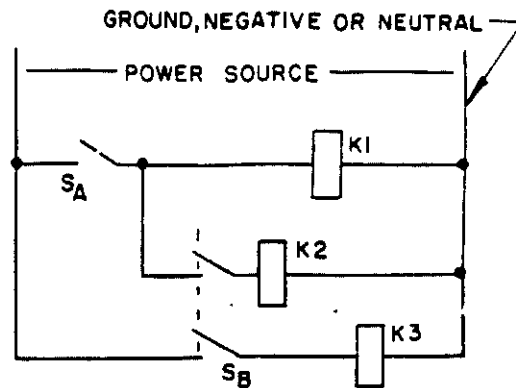 GROUND, NEGATIVE OR NEUTRAL
POWER SOURCE
K1
SA
K2
K3
SB